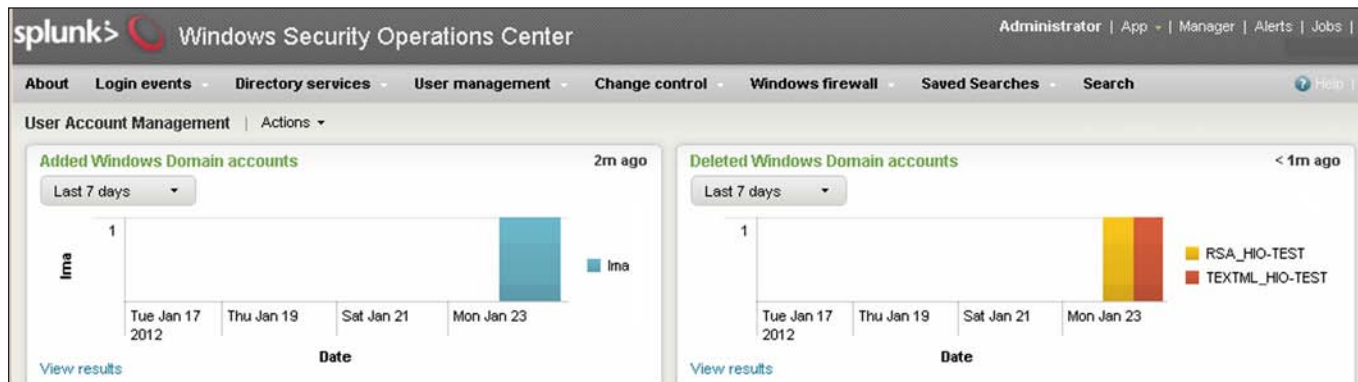 splunk> Windows Security Operations Center
Administrator | App | Manager | Alerts | Jobs |
About Login events Directory services User management Change control Windows firewall Saved Searches Search Help |
User Account Management | Actions
Added Windows Domain accounts 2m ago
Last 7 days
1
lma
lma
Tue Jan 17 Thu Jan 19 Sat Jan 21 Mon Jan 23
2012
Date
View results
Deleted Windows Domain accounts < 1m ago
Last 7 days
1
RSA_HIO-TEST
TEXTML_HIO-TEST
Tue Jan 17 Thu Jan 19 Sat Jan 21 Mon Jan 23
2012
Date
View results